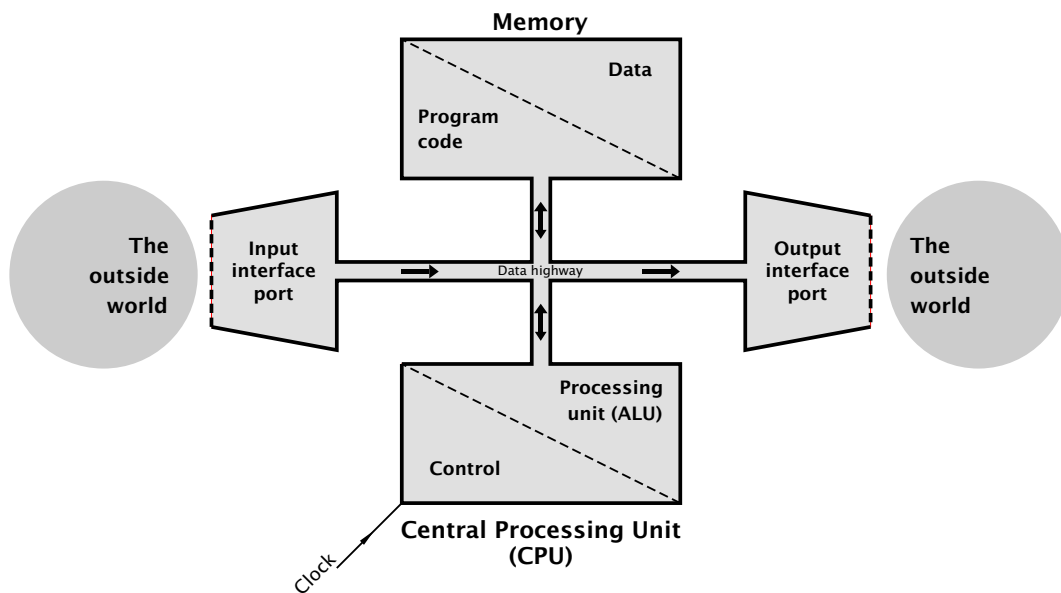 Memory
Data
Program
code
The
outside
world
Input
interface
port
Data highway
Output
interface
port
The
outside
world
Processing
unit (ALU)
Control
Central Processing Unit
(CPU)
Clock